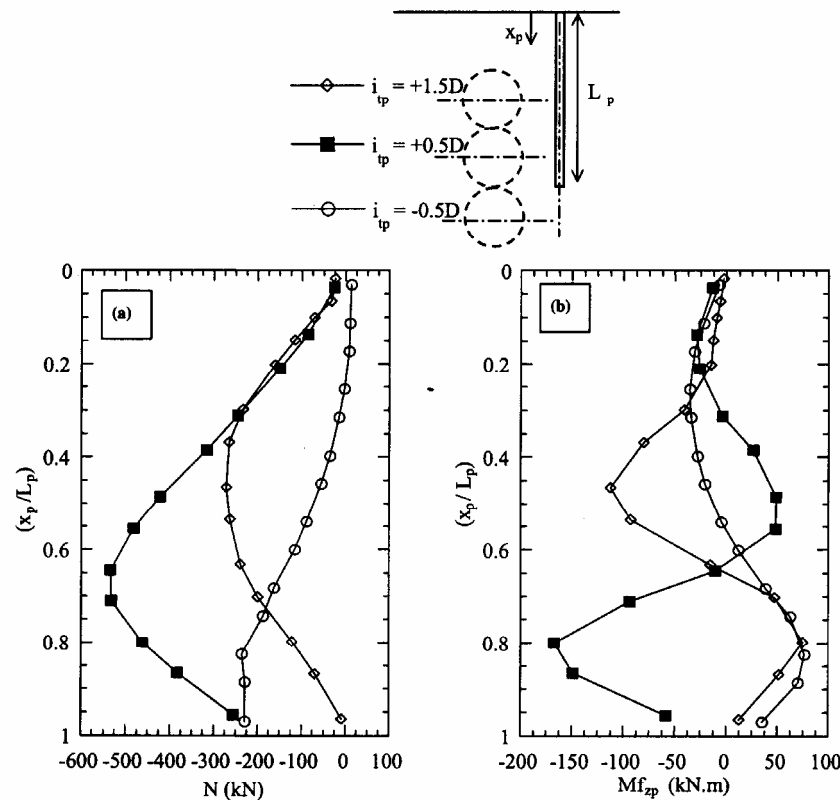 x_p
L_p
i_tp = +1.5D
i_tp = +0.5D
i_tp = -0.5D
(a)
0
0.2
0.4
0.6
0.8
1
(x_p/L_p)
-600 -500 -400 -300 -200 -100 0 100
N (kN)
(b)
0
0.2
0.4
0.6
0.8
1
(x_p/ L_p)
-200 -150 -100 -50 0 50 100
Mf_zp (kN.m)